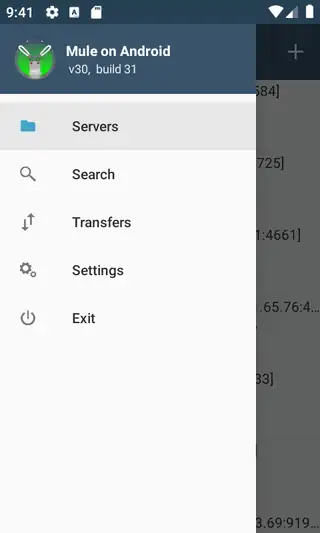 9:41
Mule on Android
v30, build 31
584]
Servers
Search
725]
Transfers
1:4661]
Settings
.65.76:4...
Exit
33]
]
3.69:919...